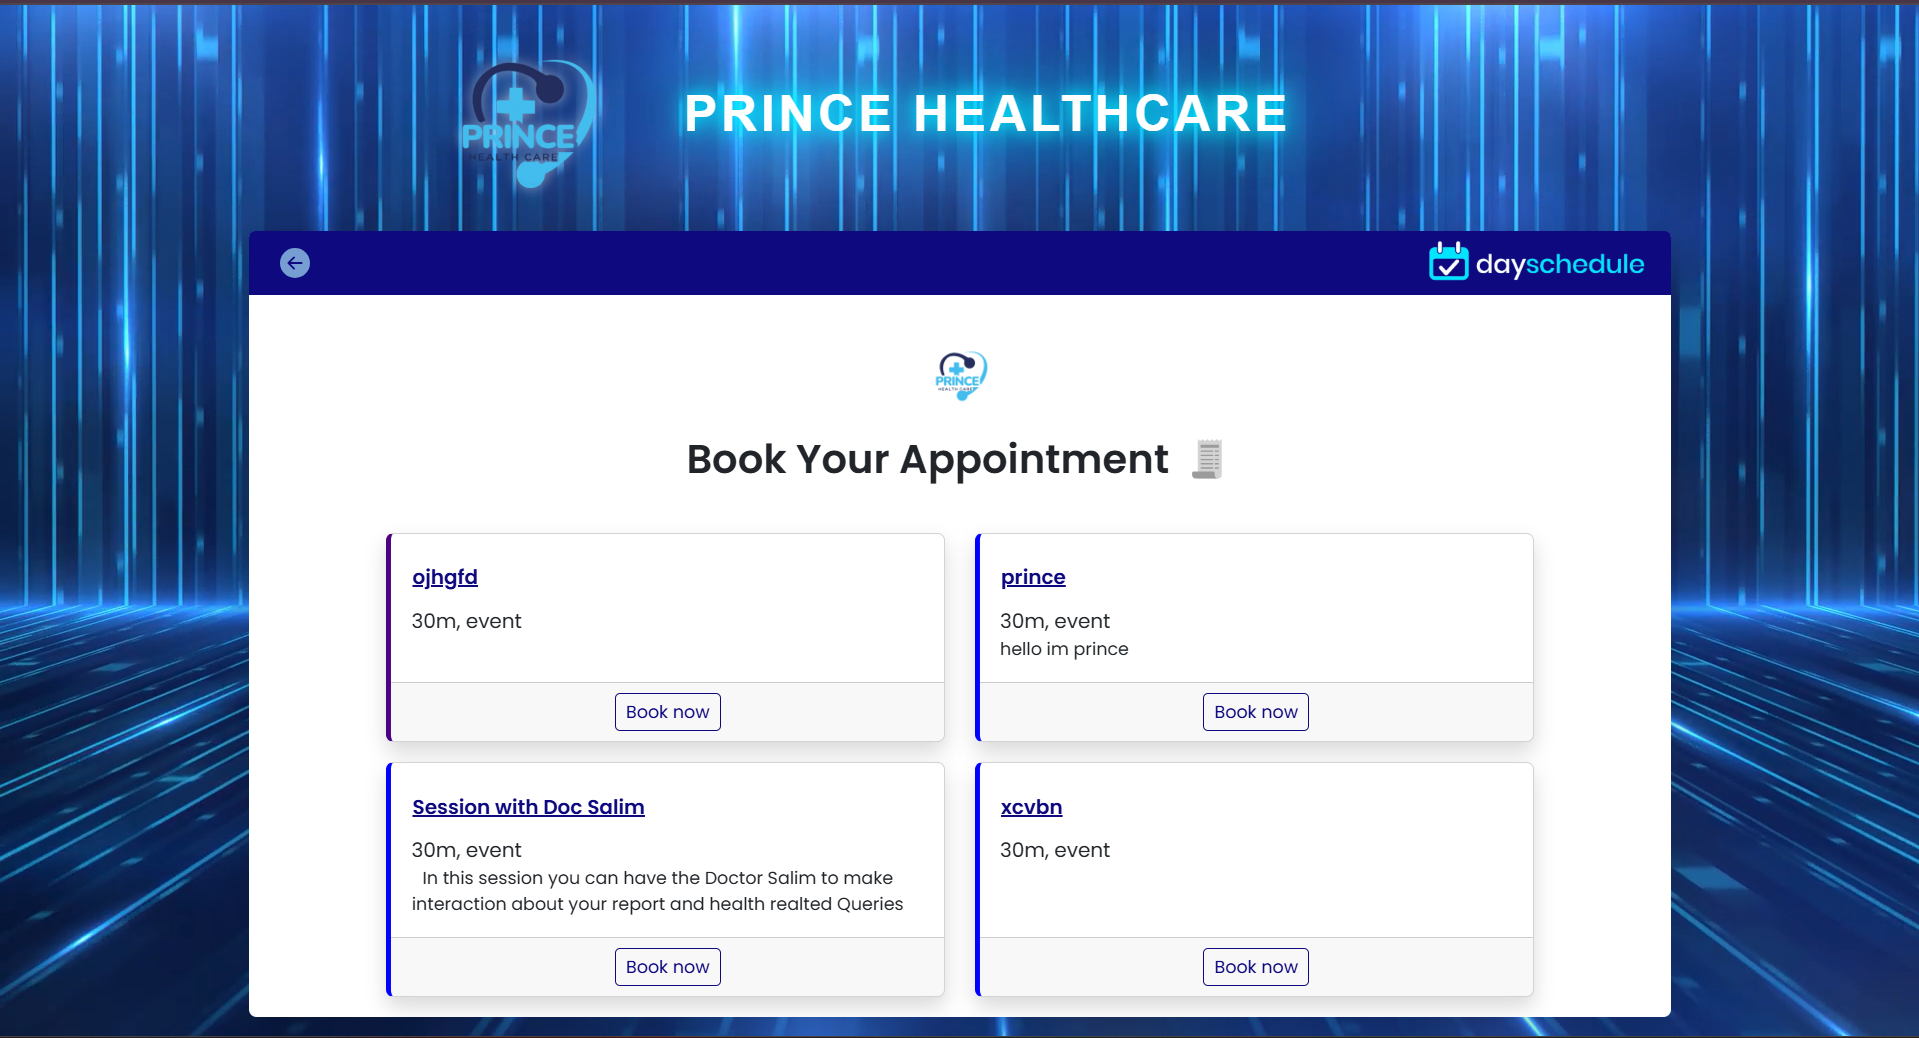 PRINCE
HEALTH CARE
PRINCE HEALTHCARE
dayschedule
PRINCE
HEALTH CARE
Book Your Appointment
ojhgfd
30m, event
Book now
prince
30m, event
hello im prince
Book now
Session with Doc Salim
30m, event
In this session you can have the Doctor Salim to make
interaction about your report and health realted Queries
Book now
xcvbn
30m, event
Book now